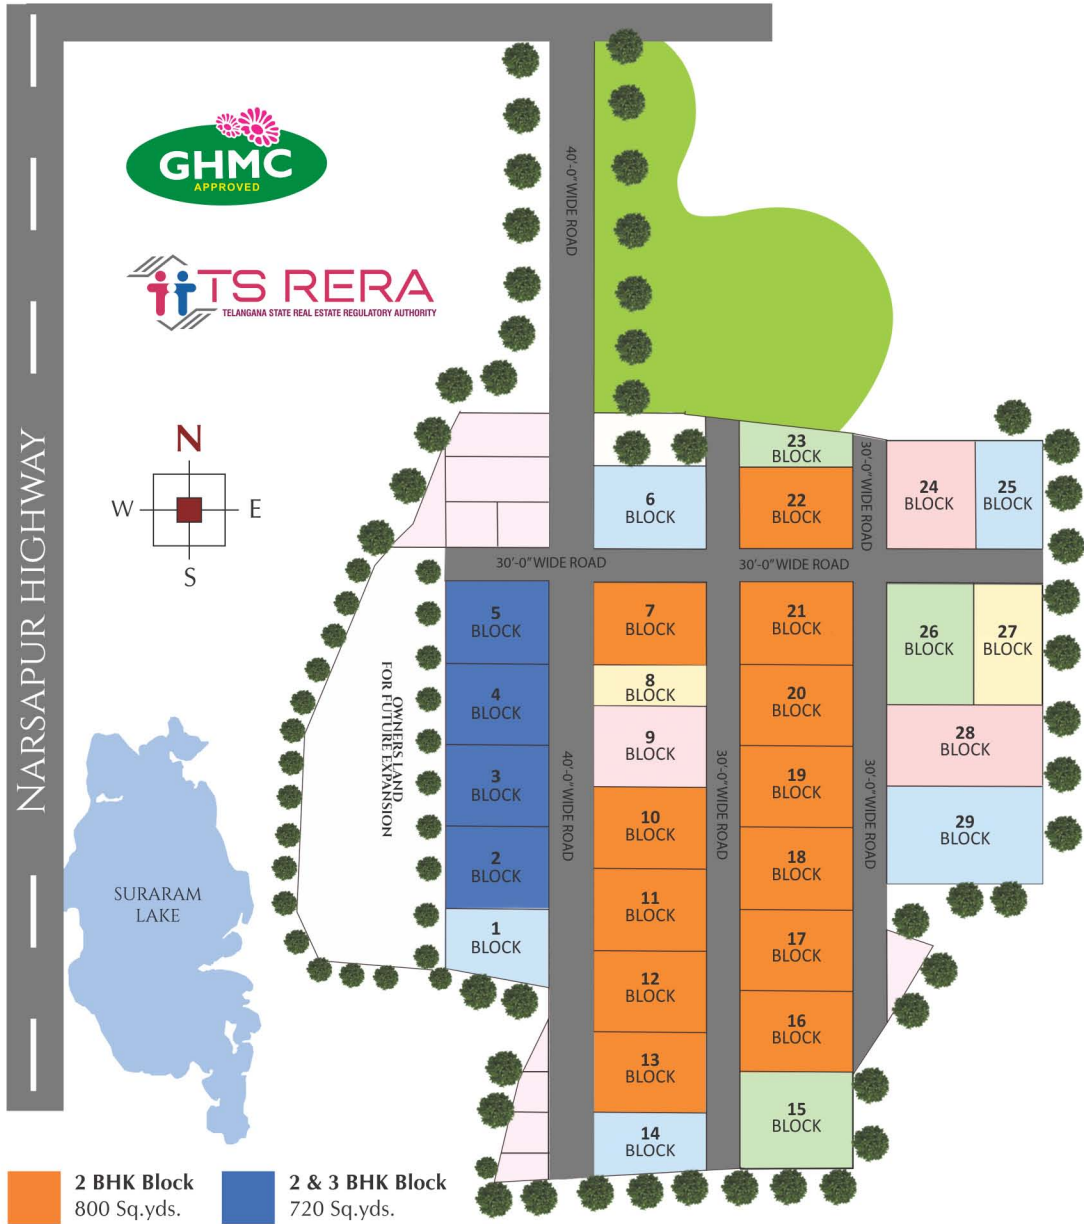 GHMC
APPROVED
TS RERA
TELANGANA STATE REAL ESTATE REGULATORY AUTHORITY
NARSAPUR HIGHWAY
N
W
E
S
40'-0" WIDE ROAD
23
BLOCK
22
BLOCK
30'-0" WIDE ROAD
24
BLOCK
25
BLOCK
6
BLOCK
30'-0" WIDE ROAD
30'-0" WIDE ROAD
5
BLOCK
4
BLOCK
3
BLOCK
2
BLOCK
1
BLOCK
OWNERS LAND
FOR FUTURE EXPANSION
40'-0" WIDE ROAD
7
BLOCK
8
BLOCK
9
BLOCK
10
BLOCK
11
BLOCK
12
BLOCK
13
BLOCK
14
BLOCK
30'-0" WIDE ROAD
21
BLOCK
20
BLOCK
19
BLOCK
18
BLOCK
17
BLOCK
16
BLOCK
15
BLOCK
30'-0" WIDE ROAD
26
BLOCK
27
BLOCK
28
BLOCK
29
BLOCK
SURARAM
LAKE
2 BHK Block
800 Sq.yds.
2 & 3 BHK Block
720 Sq.yds.